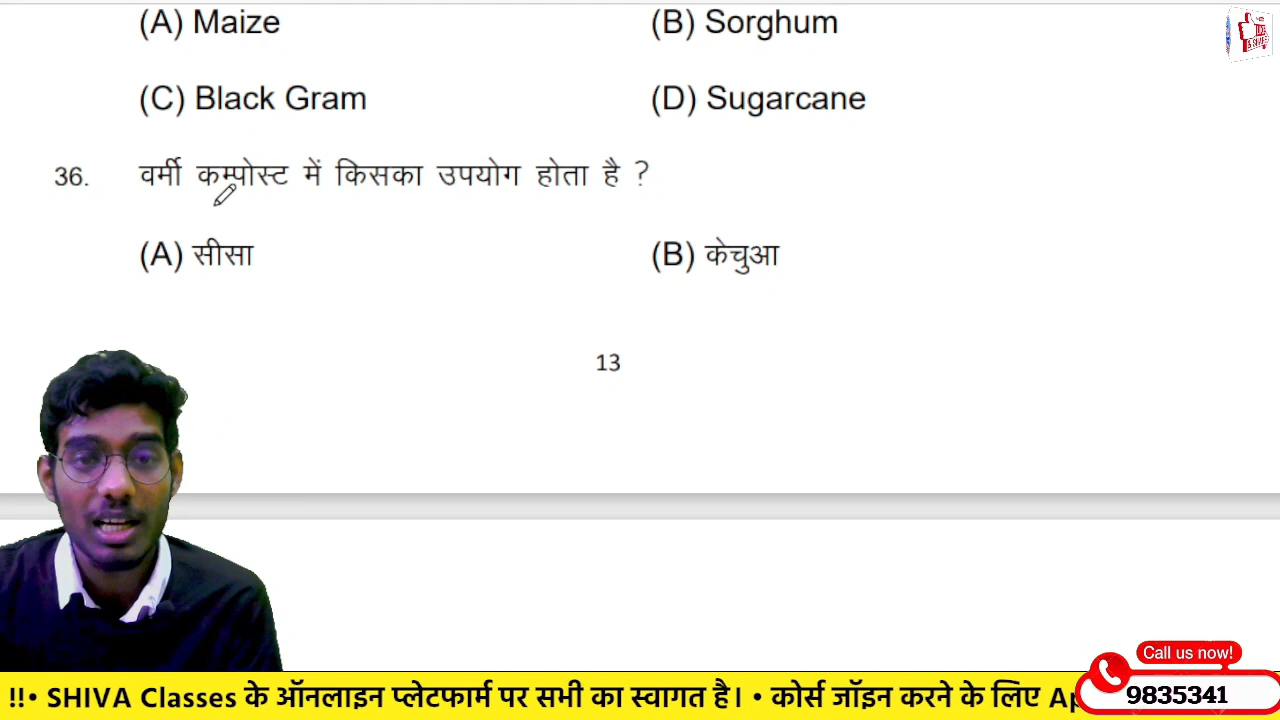 (A) Maize (B) Sorghum
(C) Black Gram (D) Sugarcane
36. वर्मी कम्पोस्ट में किसका उपयोग होता है ?
(A) सीसा (B) केचुआ
13
Call us now!
!!• SHIVA Classes के ऑनलाइन प्लेटफार्म पर सभी का स्वागत है। • कोर्स जॉइन करने के लिए Ap
9835341